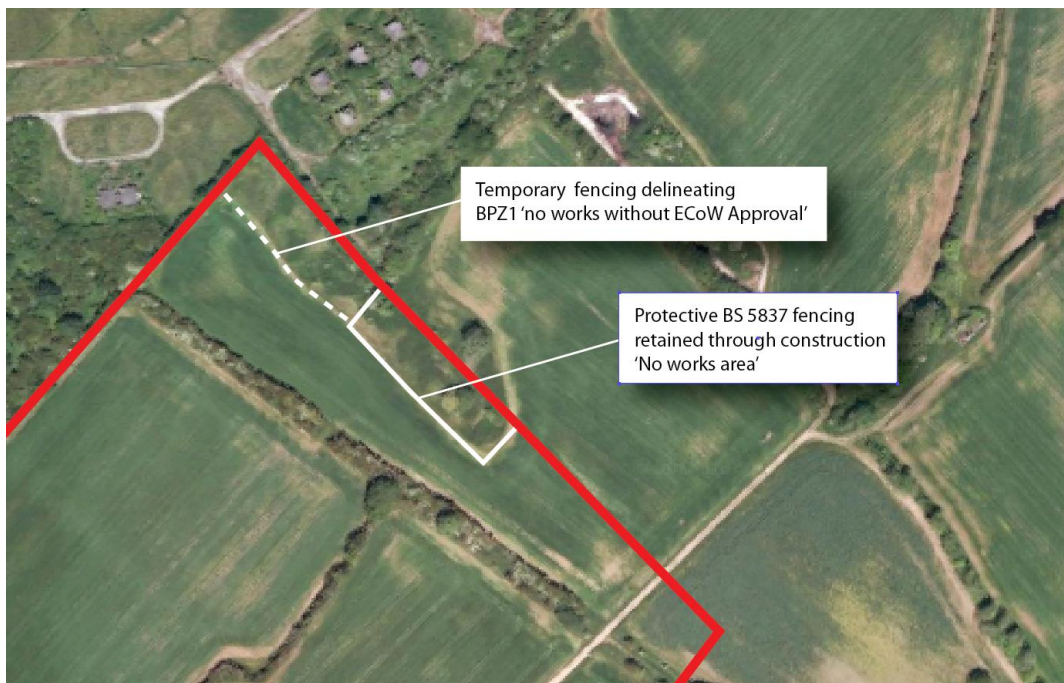 Temporary fencing delineating
BPZ1 ‘no works without ECoW Approval’
Protective BS 5837 fencing
retained through construction
‘No works area’